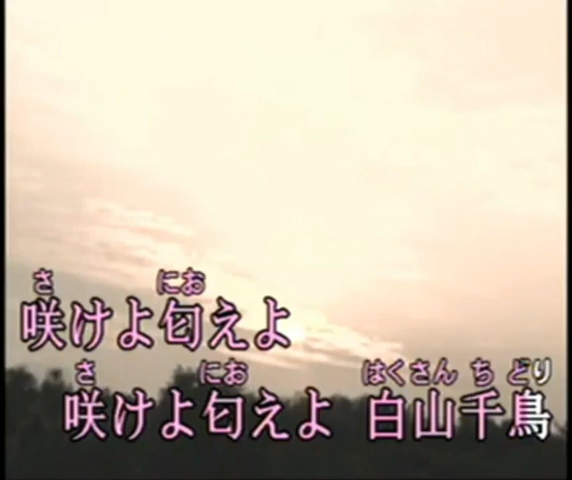 さ にお
咲けよ匂えよ
さ にお はくさん ち どり
咲けよ匂えよ 白山千鳥